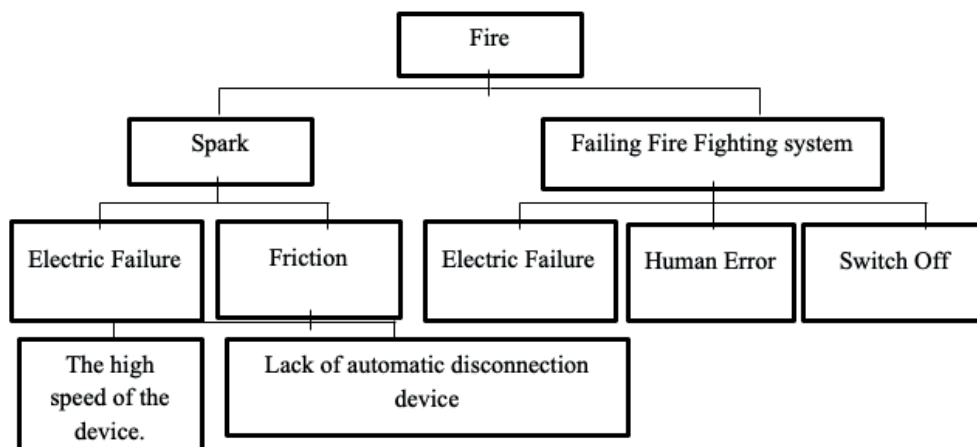 Fire
Spark
Failing Fire Fighting system
Electric Failure
Friction
Electric Failure
Human Error
Switch Off
The high
speed of the
device.
Lack of automatic disconnection
device